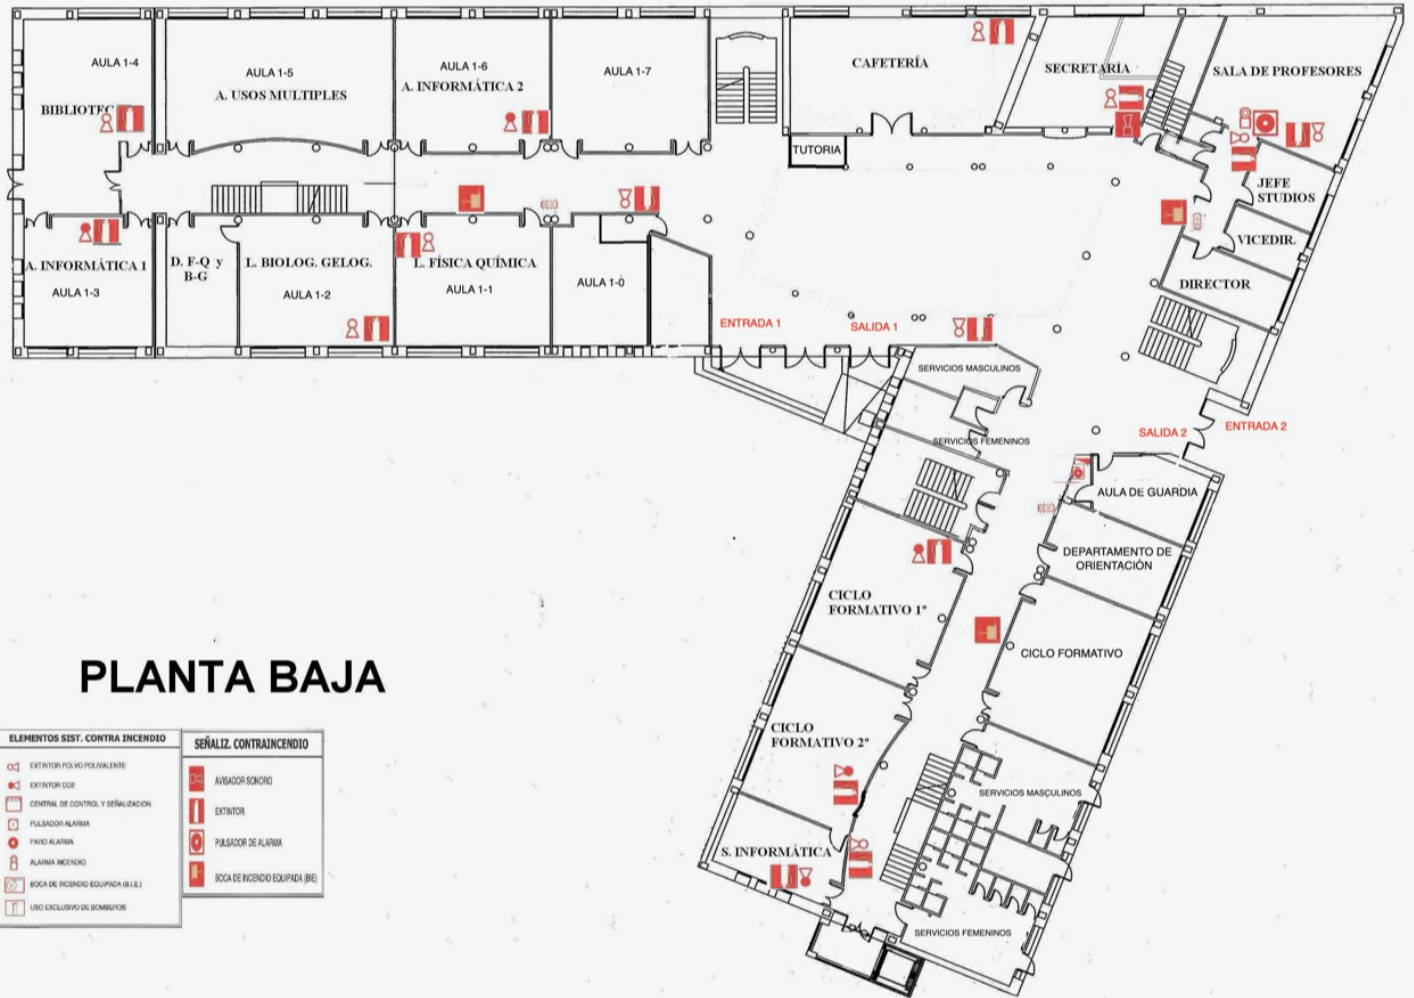 AULA 1-4
BIBLIOTEC
AULA 1-5
A. USOS MULTIPLES
AULA 1-6
A. INFORMÁTICA 2
AULA 1-7
CAFETERÍA
TUTORIA
SECRETARÍA
SALA DE PROFESORES
JEFE
STUDIOS
VICEDIR.
DIRECTOR
A. INFORMÁTICA 1
AULA 1-3
D. F-Q y
B-G
L. BIOLOG. GELOG.
AULA 1-2
L. FÍSICA QUÍMICA
AULA 1-1
AULA 1-0
ENTRADA 1
SALIDA 1
SERVICIOS MASCULINOS
SERVICIOS FEMENINOS
SALIDA 2
ENTRADA 2
AULA DE GUARDIA
DEPARTAMENTO DE
ORIENTACIÓN
CICLO
FORMATIVO 1º
CICLO FORMATIVO
CICLO
FORMATIVO 2º
SERVICIOS MASCULINOS
S. INFORMÁTICA
SERVICIOS FEMENINOS
PLANTA BAJA
ELEMENTOS SIST. CONTRA INCENDIO
EXTINTOR POLVO POLIVALENTE
EXTINTOR CO2
CENTRAL DE CONTROL Y SEÑALIZACION
PULSADOR ALARMA
PARO ALARMA
ALARMA INCENDIO
BOCA DE INCENDIO EQUIPADA (B.I.E.)
USO EXCLUSIVO DE BOMBEROS
SEÑALIZ. CONTRAINCENDIO
AVISADOR SONORO
EXTINTOR
PULSADOR DE ALARMA
BOCA DE INCENDIO EQUIPADA (BIE)